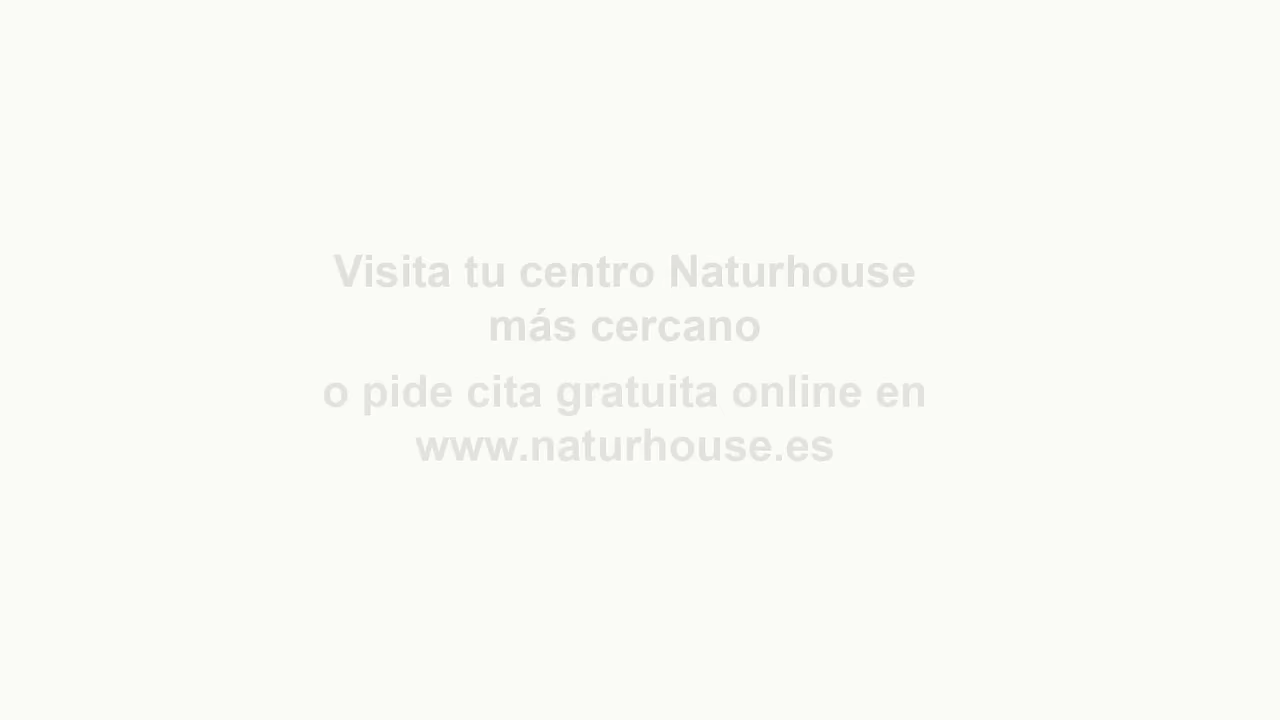 Visita tu centro Naturhouse
más cercano
o pide cita gratuita online en
www.naturhouse.es